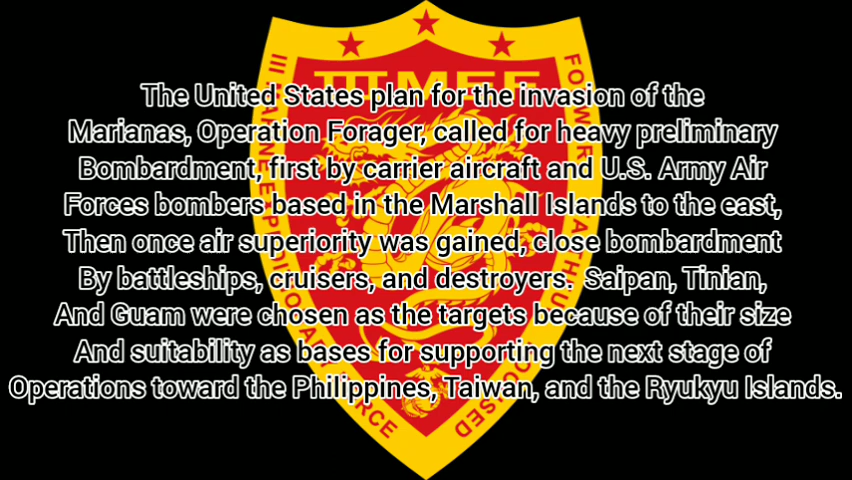 III MEF
The United States plan for the invasion of the
Marianas, Operation Forager, called for heavy preliminary
Bombardment, first by carrier aircraft and U.S. Army Air
Forces bombers based in the Marshall Islands to the east,
Then once air superiority was gained, close bombardment
By battleships, cruisers, and destroyers. Saipan, Tinian,
And Guam were chosen as the targets because of their size
And suitability as bases for supporting the next stage of
Operations toward the Philippines, Taiwan, and the Ryukyu Islands.